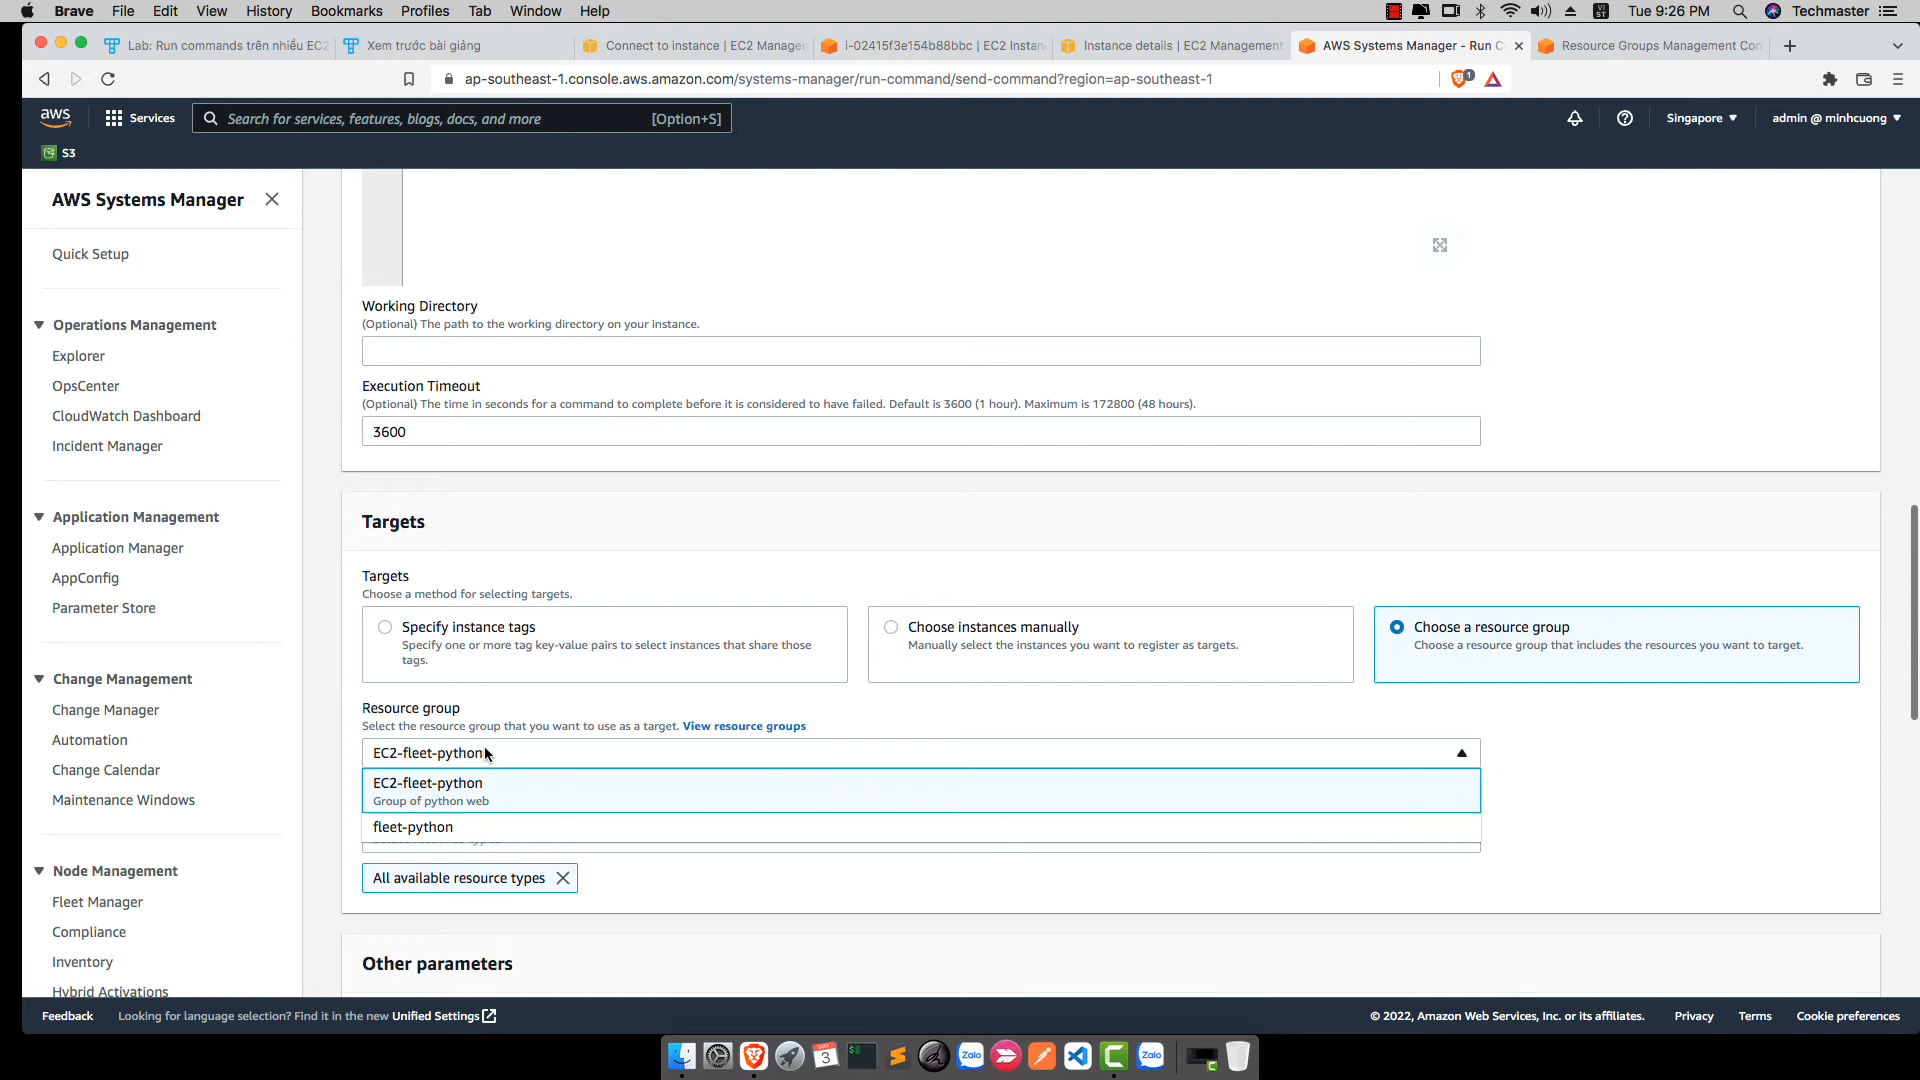 Brave File Edit View History Bookmarks Profiles Tab Window Help
VI ST Tue 9:26 PM Techmaster
Lab: Run commands trên nhiều EC2
Xem trước bài giảng
Connect to instance | EC2 Manager
i-02415f3e154b88bbc | EC2 Instan
Instance details | EC2 Management
AWS Systems Manager - Run C
Resource Groups Management Con
ap-southeast-1.console.aws.amazon.com/systems-manager/run-command/send-command?region=ap-southeast-1
1
aws Services Search for services, features, blogs, docs, and more [Option+S] Singapore admin @ minhcuong
S3
AWS Systems Manager
Quick Setup
Operations Management
Explorer
OpsCenter
CloudWatch Dashboard
Incident Manager
Application Management
Application Manager
AppConfig
Parameter Store
Change Management
Change Manager
Automation
Change Calendar
Maintenance Windows
Node Management
Fleet Manager
Compliance
Inventory
Hybrid Activations
Working Directory
(Optional) The path to the working directory on your instance.
Execution Timeout
(Optional) The time in seconds for a command to complete before it is considered to have failed. Default is 3600 (1 hour). Maximum is 172800 (48 hours).
3600
Targets
Targets
Choose a method for selecting targets.
Specify instance tags
Specify one or more tag key-value pairs to select instances that share those
tags.
Choose instances manually
Manually select the instances you want to register as targets.
Choose a resource group
Choose a resource group that includes the resources you want to target.
Resource group
Select the resource group that you want to use as a target. View resource groups
EC2-fleet-python
EC2-fleet-python
Group of python web
fleet-python
All available resource types
Other parameters
Feedback Looking for language selection? Find it in the new Unified Settings © 2022, Amazon Web Services, Inc. or its affiliates. Privacy Terms Cookie preferences
MAY
3
Zalo
Zalo